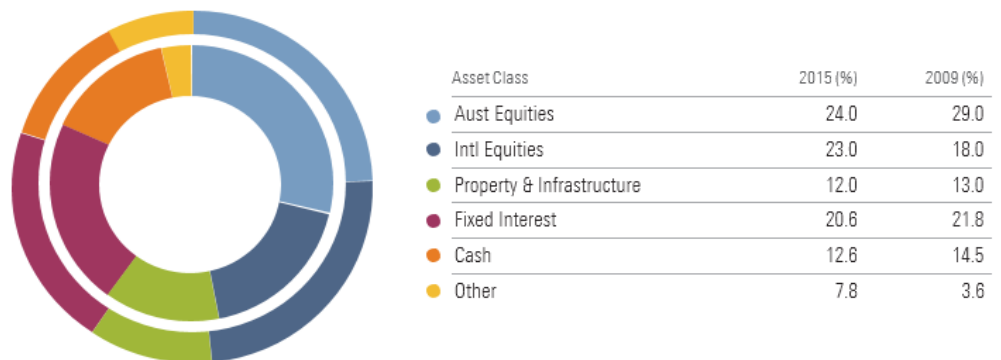 Asset Class 2015 (%) 2009 (%)
Aust Equities 24.0 29.0
Intl Equities 23.0 18.0
Property & Infrastructure 12.0 13.0
Fixed Interest 20.6 21.8
Cash 12.6 14.5
Other 7.8 3.6